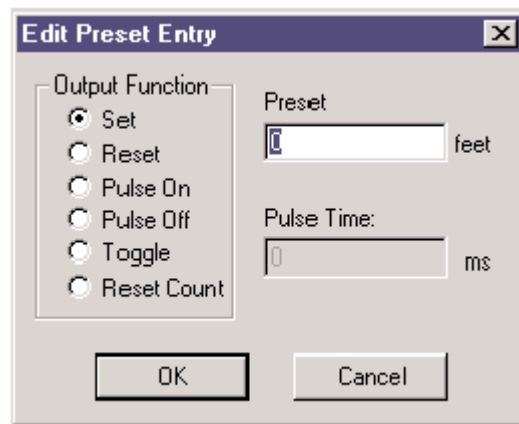 Edit Preset Entry
Output Function
Set
Reset
Pulse On
Pulse Off
Toggle
Reset Count
Preset
0 feet
Pulse Time:
0 ms
OK
Cancel